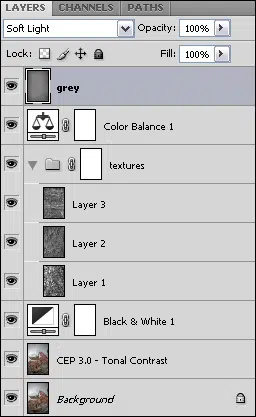 LAYERS CHANNELS PATHS
Soft Light Opacity: 100%
Lock: Fill: 100%
grey
Color Balance 1
textures
Layer 3
Layer 2
Layer 1
Black & White 1
CEP 3.0 - Tonal Contrast
Background